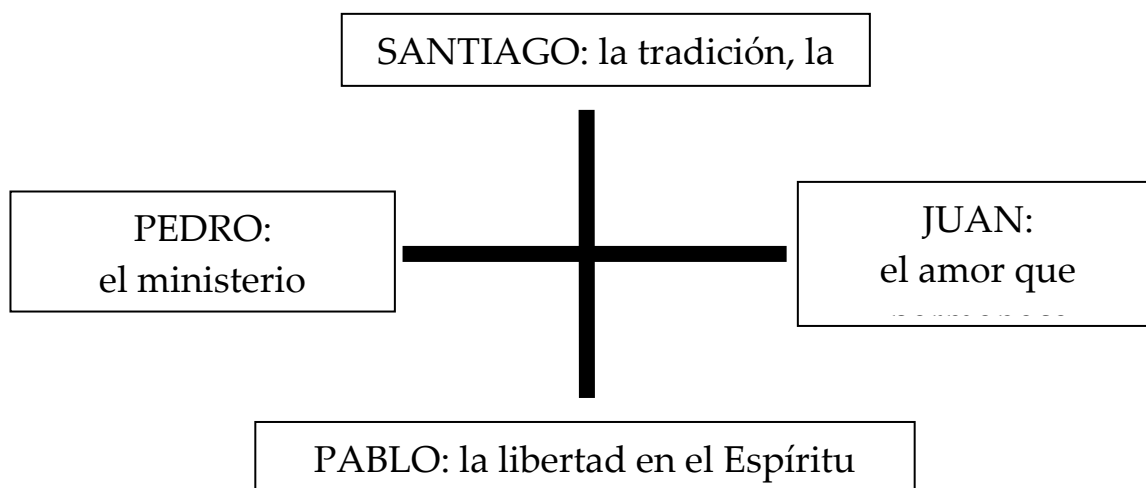 SANTIAGO: la tradición, la
PEDRO:
el ministerio
JUAN:
el amor que
PABLO: la libertad en el Espíritu